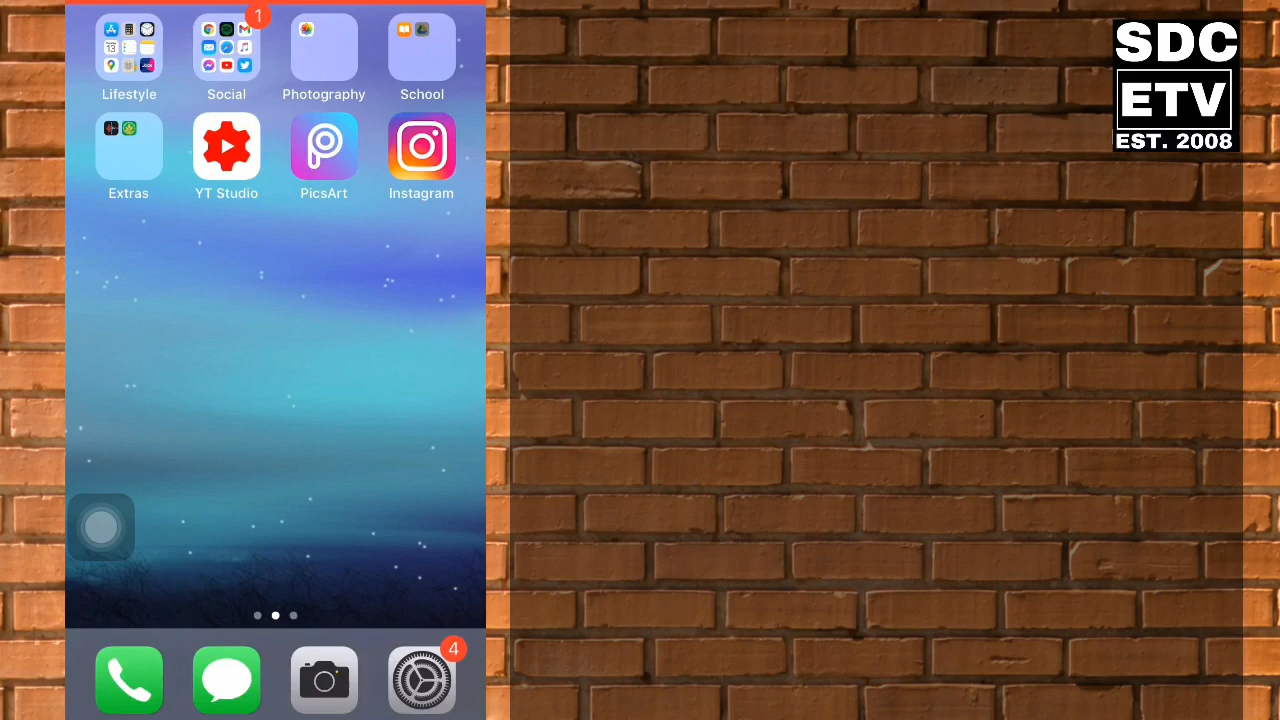 1
Lifestyle Social Photography School
Extras YT Studio PicsArt Instagram
4
SDC
ETV
EST. 2008